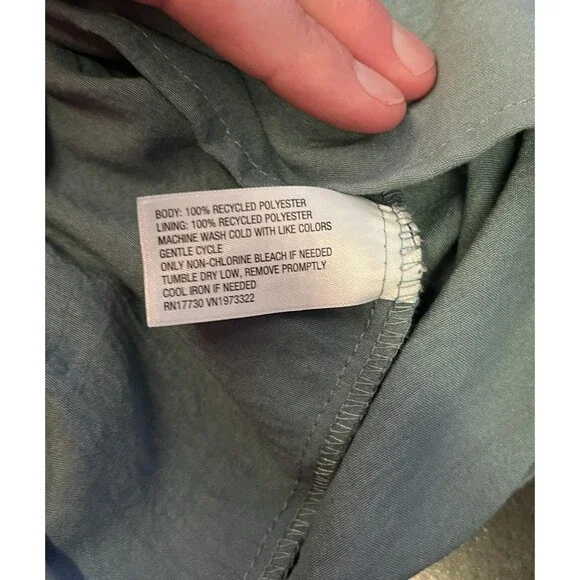 BODY: 100% RECYCLED POLYESTER
LINING: 100% RECYCLED POLYESTER
MACHINE WASH COLD WITH LIKE COLORS
GENTLE CYCLE
ONLY NON-CHLORINE BLEACH IF NEEDED
TUMBLE DRY LOW, REMOVE PROMPTLY
COOL IRON IF NEEDED
RN17730 VN1973322